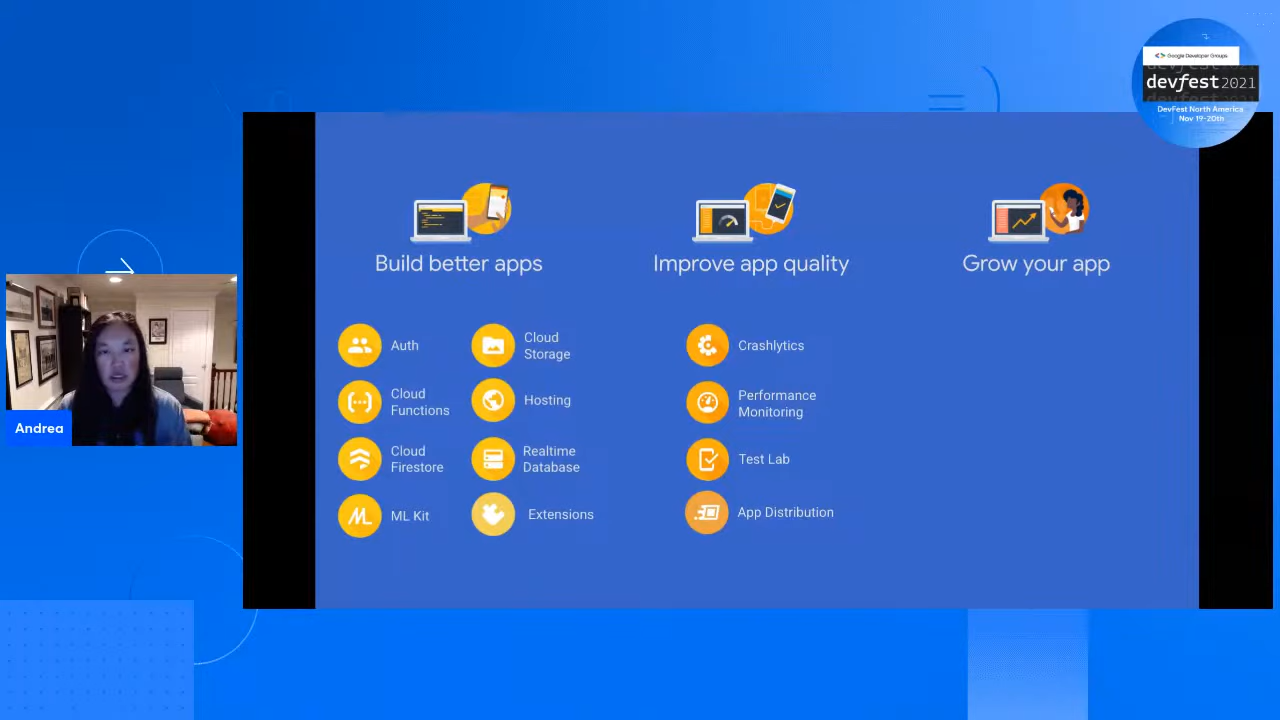 <> Google Developer Groups
devfest 2021
DevFest North America
Nov 19-20th
Build better apps
Improve app quality
Grow your app
Auth
Cloud
Storage
Crashlytics
Cloud
Functions
Hosting
Performance
Monitoring
Cloud
Firestore
Realtime
Database
Test Lab
ML Kit
Extensions
App Distribution
Andrea